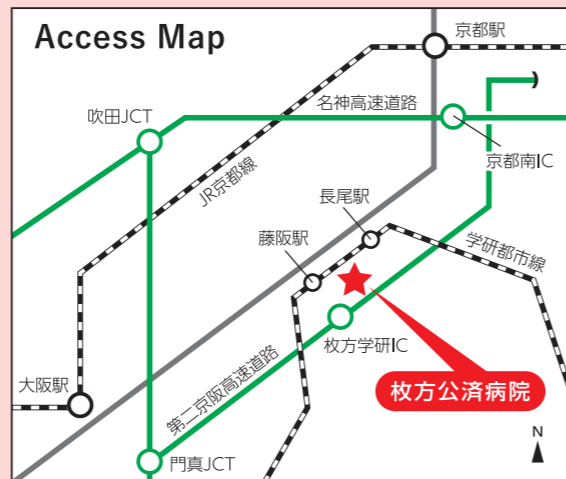 Access Map
京都駅
名神高速道路
吹田JCT
京都南IC
JR京都線
長尾駅
藤阪駅
学研都市線
枚方学研IC
大阪駅
第二京阪高速道路
枚方公済病院
門真JCT
N